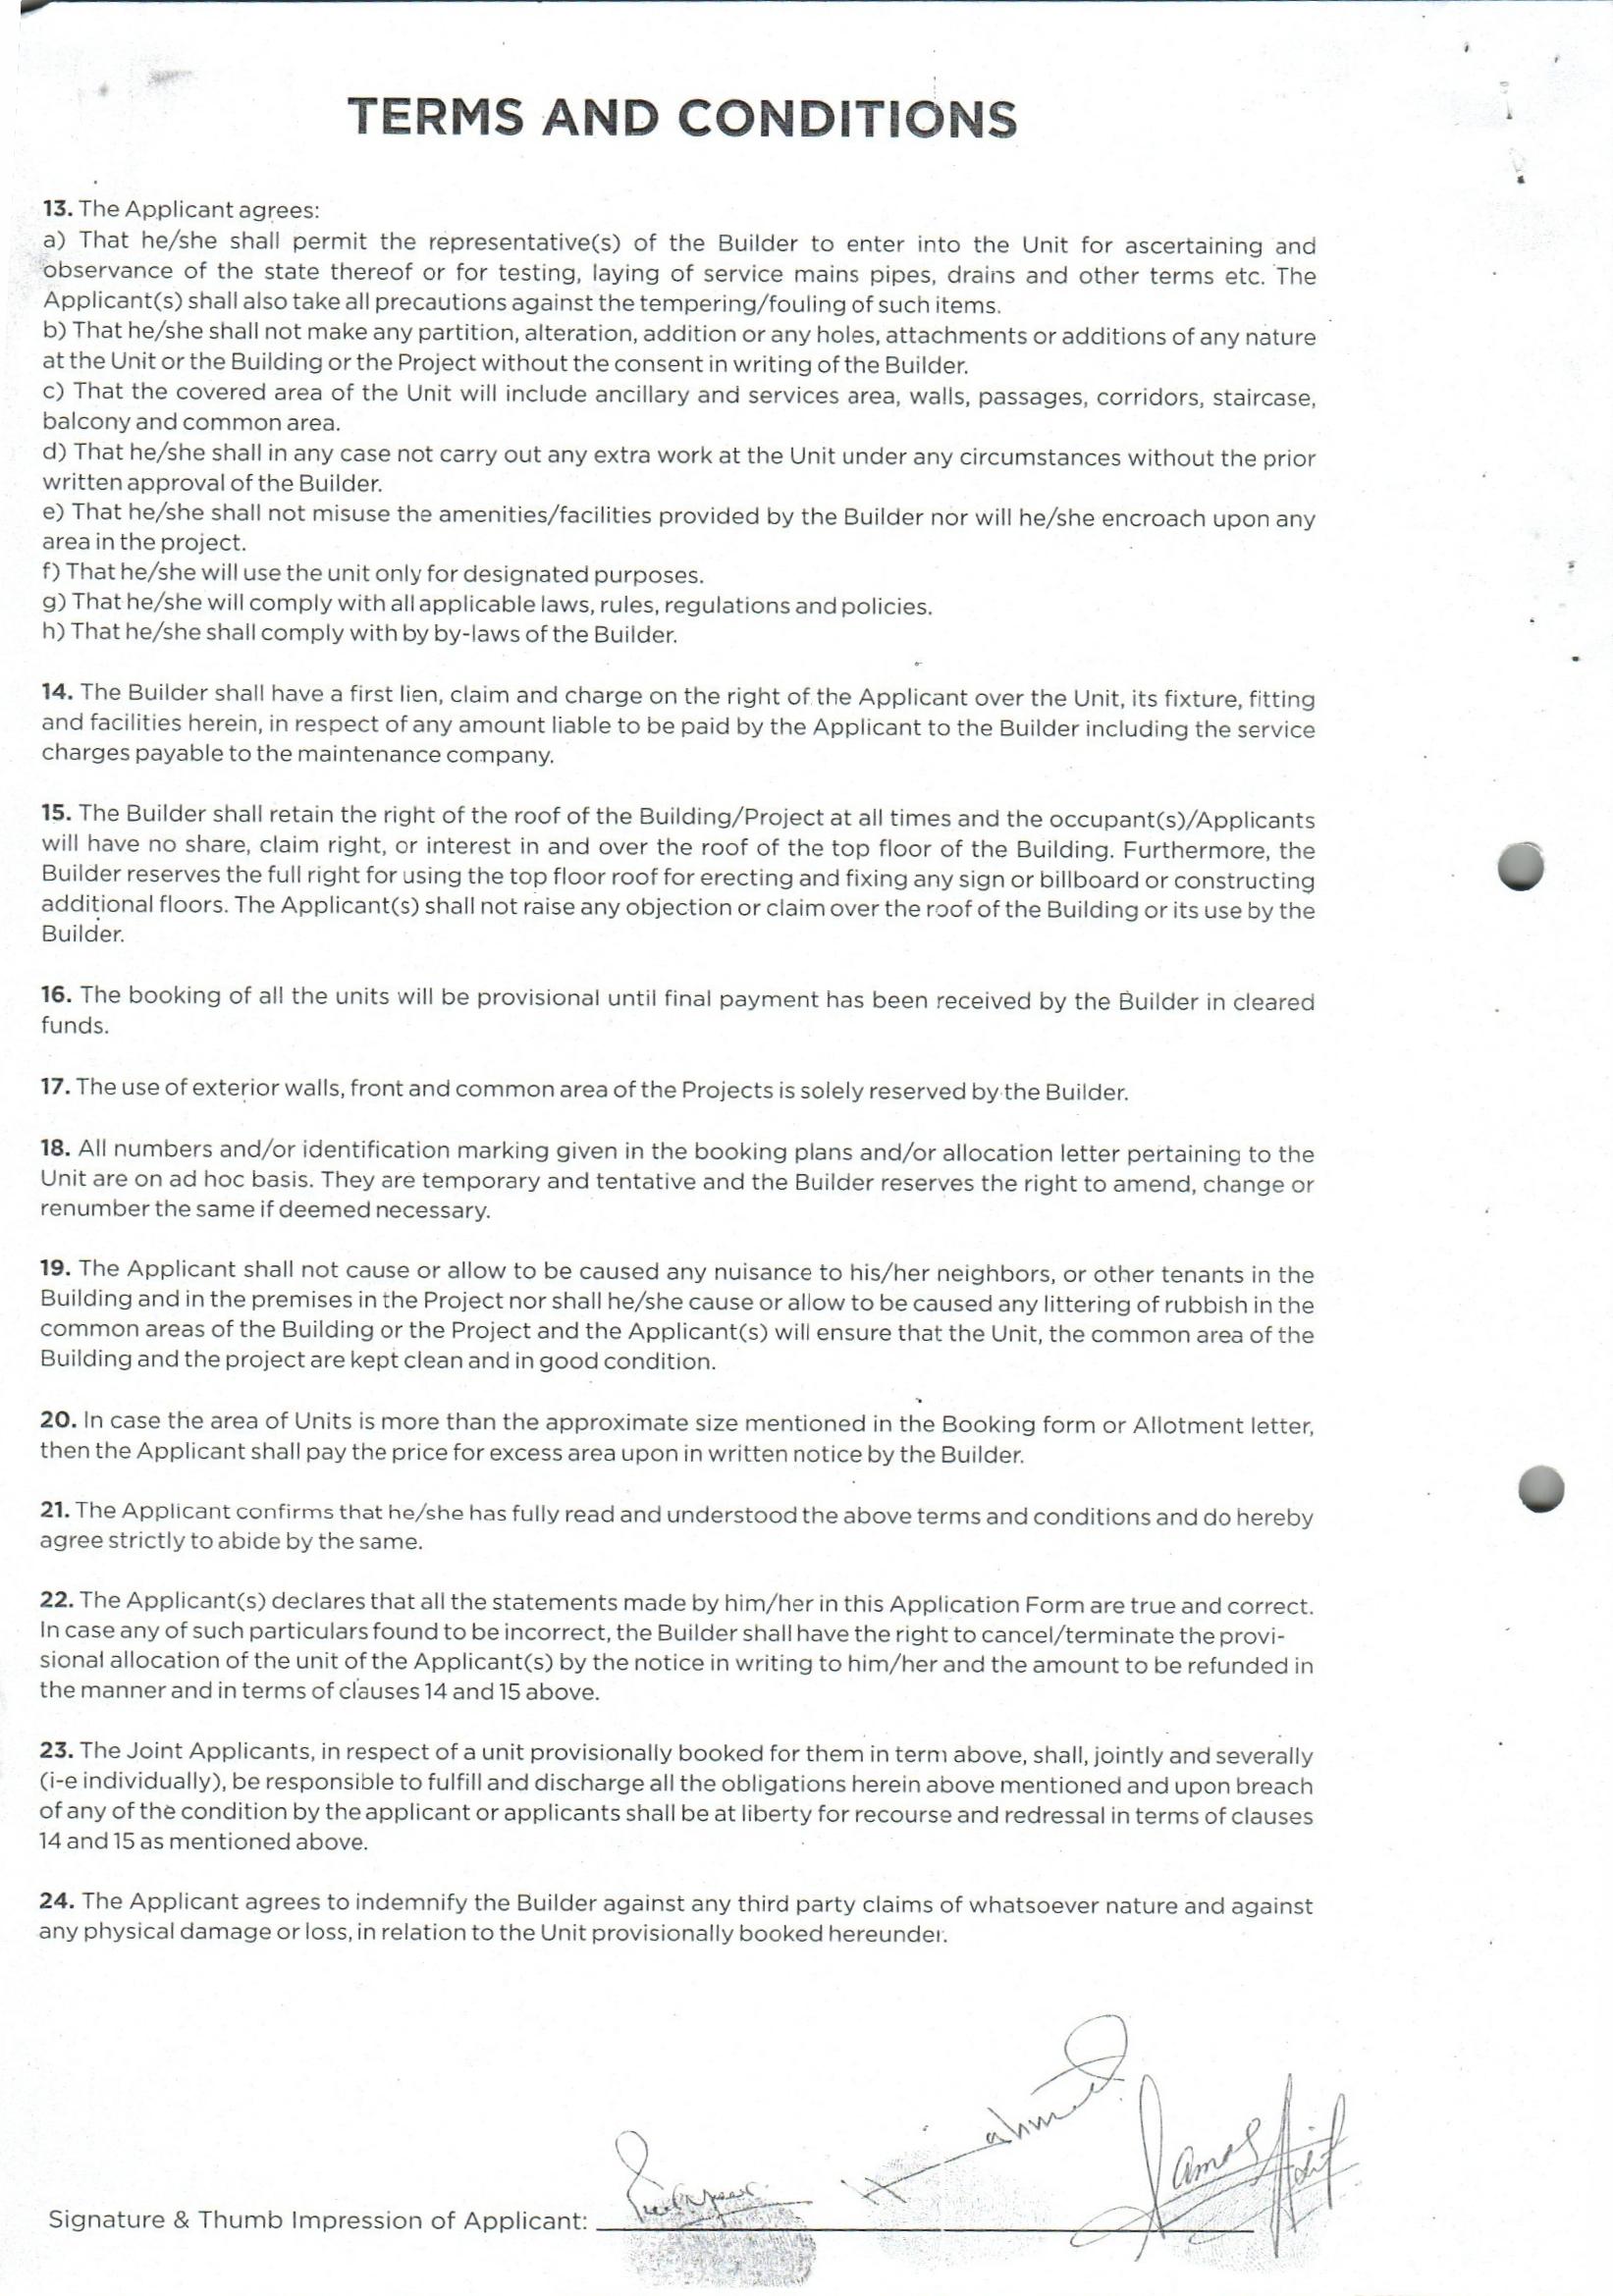 TERMS AND CONDITIONS
13. The Applicant agrees:
a) That he/she shall permit the representative(s) of the Builder to enter into the Unit for ascertaining and
observance of the state thereof or for testing, laying of service mains pipes, drains and other terms etc. The
Applicant(s) shall also take all precautions against the tempering/fouling of such items.
b) That he/she shall not make any partition, alteration, addition or any holes, attachments or additions of any nature
at the Unit or the Building or the Project without the consent in writing of the Builder.
c) That the covered area of the Unit will include ancillary and services area, walls, passages, corridors, staircase,
balcony and common area.
d) That he/she shall in any case not carry out any extra work at the Unit under any circumstances without the prior
written approval of the Builder.
e) That he/she shall not misuse the amenities/facilities provided by the Builder nor will he/she encroach upon any
area in the project.
f) That he/she will use the unit only for designated purposes.
g) That he/she will comply with all applicable laws, rules, regulations and policies.
h) That he/she shall comply with by by-laws of the Builder.
14. The Builder shall have a first lien, claim and charge on the right of the Applicant over the Unit, its fixture, fitting
and facilities herein, in respect of any amount liable to be paid by the Applicant to the Builder including the service
charges payable to the maintenance company.
15. The Builder shall retain the right of the roof of the Building/Project at all times and the occupant(s)/Applicants
will have no share, claim right, or interest in and over the roof of the top floor of the Building. Furthermore, the
Builder reserves the full right for using the top floor roof for erecting and fixing any sign or billboard or constructing
additional floors. The Applicant(s) shall not raise any objection or claim over the roof of the Building or its use by the
Builder.
16. The booking of all the units will be provisional until final payment has been received by the Builder in cleared
funds.
17. The use of exterior walls, front and common area of the Projects is solely reserved by the Builder.
18. All numbers and/or identification marking given in the booking plans and/or allocation letter pertaining to the
Unit are on ad hoc basis. They are temporary and tentative and the Builder reserves the right to amend, change or
renumber the same if deemed necessary.
19. The Applicant shall not cause or allow to be caused any nuisance to his/her neighbors, or other tenants in the
Building and in the premises in the Project nor shall he/she cause or allow to be caused any littering of rubbish in the
common areas of the Building or the Project and the Applicant(s) will ensure that the Unit, the common area of the
Building and the project are kept clean and in good condition.
20. In case the area of Units is more than the approximate size mentioned in the Booking form or Allotment letter,
then the Applicant shall pay the price for excess area upon in written notice by the Builder.
21. The Applicant confirms that he/she has fully read and understood the above terms and conditions and do hereby
agree strictly to abide by the same.
22. The Applicant(s) declares that all the statements made by him/her in this Application Form are true and correct.
In case any of such particulars found to be incorrect, the Builder shall have the right to cancel/terminate the provi-
sional allocation of the unit of the Applicant(s) by the notice in writing to him/her and the amount to be refunded in
the manner and in terms of clauses 14 and 15 above.
23. The Joint Applicants, in respect of a unit provisionally booked for them in term above, shall, jointly and severally
(i-e individually), be responsible to fulfill and discharge all the obligations herein above mentioned and upon breach
of any of the condition by the applicant or applicants shall be at liberty for recourse and redressal in terms of clauses
14 and 15 as mentioned above.
24. The Applicant agrees to indemnify the Builder against any third party claims of whatsoever nature and against
any physical damage or loss, in relation to the Unit provisionally booked hereunder.
Signature & Thumb Impression of Applicant: